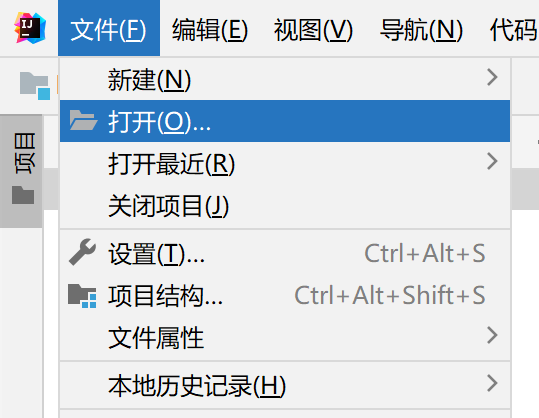 IJ
文件(F) 编辑(E) 视图(V) 导航(N) 代码
新建(N)
打开(O)...
项目
打开最近(R)
关闭项目(J)
设置(T)... Ctrl+Alt+S
项目结构... Ctrl+Alt+Shift+S
文件属性
本地历史记录(H)